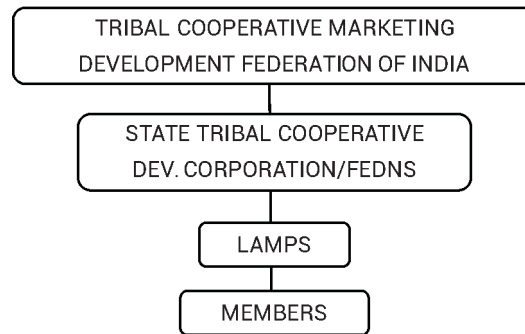 TRIBAL COOPERATIVE MARKETING
DEVELOPMENT FEDERATION OF INDIA
STATE TRIBAL COOPERATIVE
DEV. CORPORATION/FEDNS
LAMPS
MEMBERS